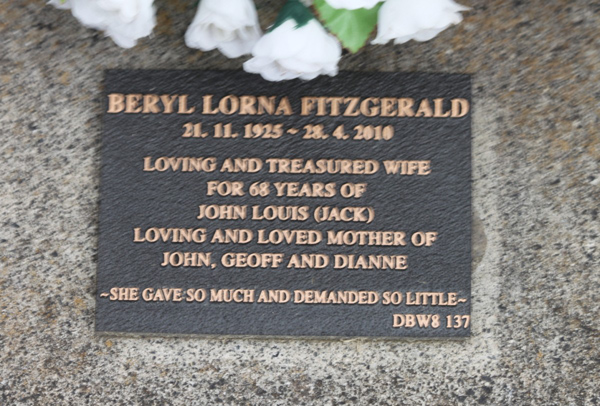 BERYL LORNA FITZGERALD
21. 11. 1925 ~ 28. 4. 2010
LOVING AND TREASURED WIFE
FOR 68 YEARS OF
JOHN LOUIS (JACK)
LOVING AND LOVED MOTHER OF
JOHN, GEOFF AND DIANNE
~SHE GAVE SO MUCH AND DEMANDED SO LITTLE~
DBW8 137